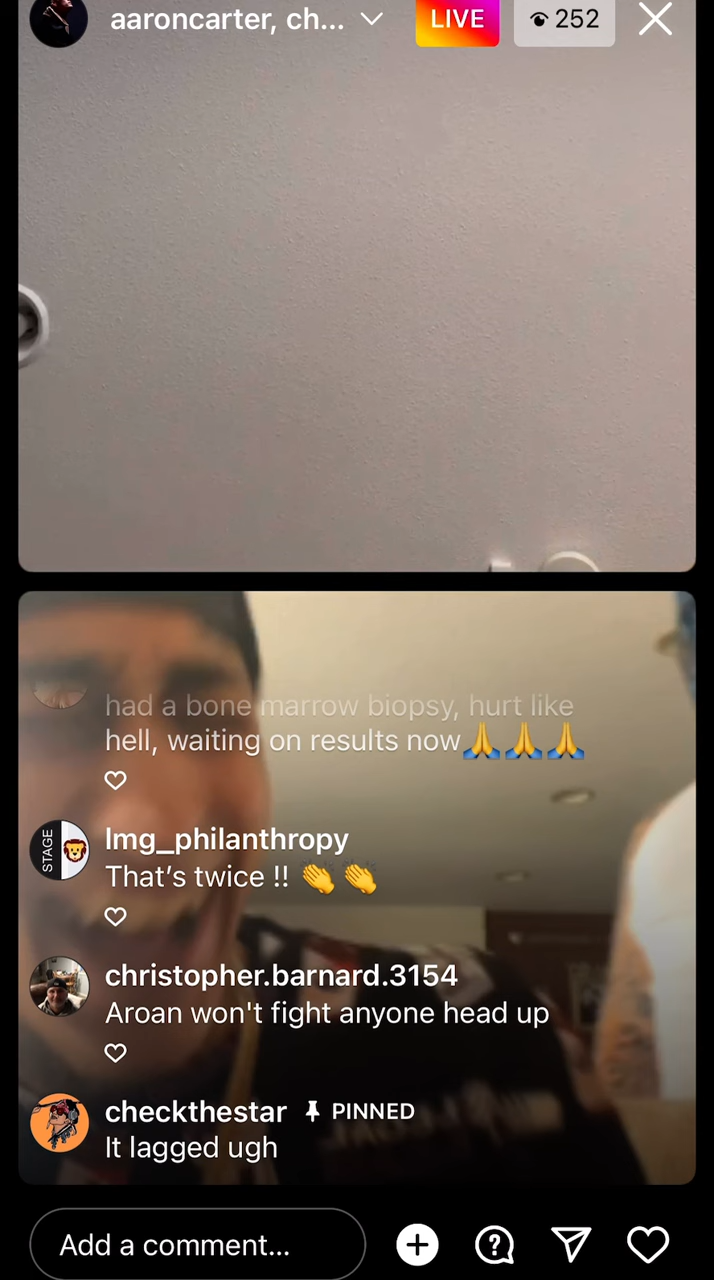 aaroncarter, ch...
LIVE
252
had a bone marrow biopsy, hurt like
hell, waiting on results now🙏🙏🙏
STAGE
lmg_philanthropy
That’s twice !! 👏 👏
christopher.barnard.3154
Aroan won't fight anyone head up
checkthestar PINNED
It lagged ugh
Add a comment...